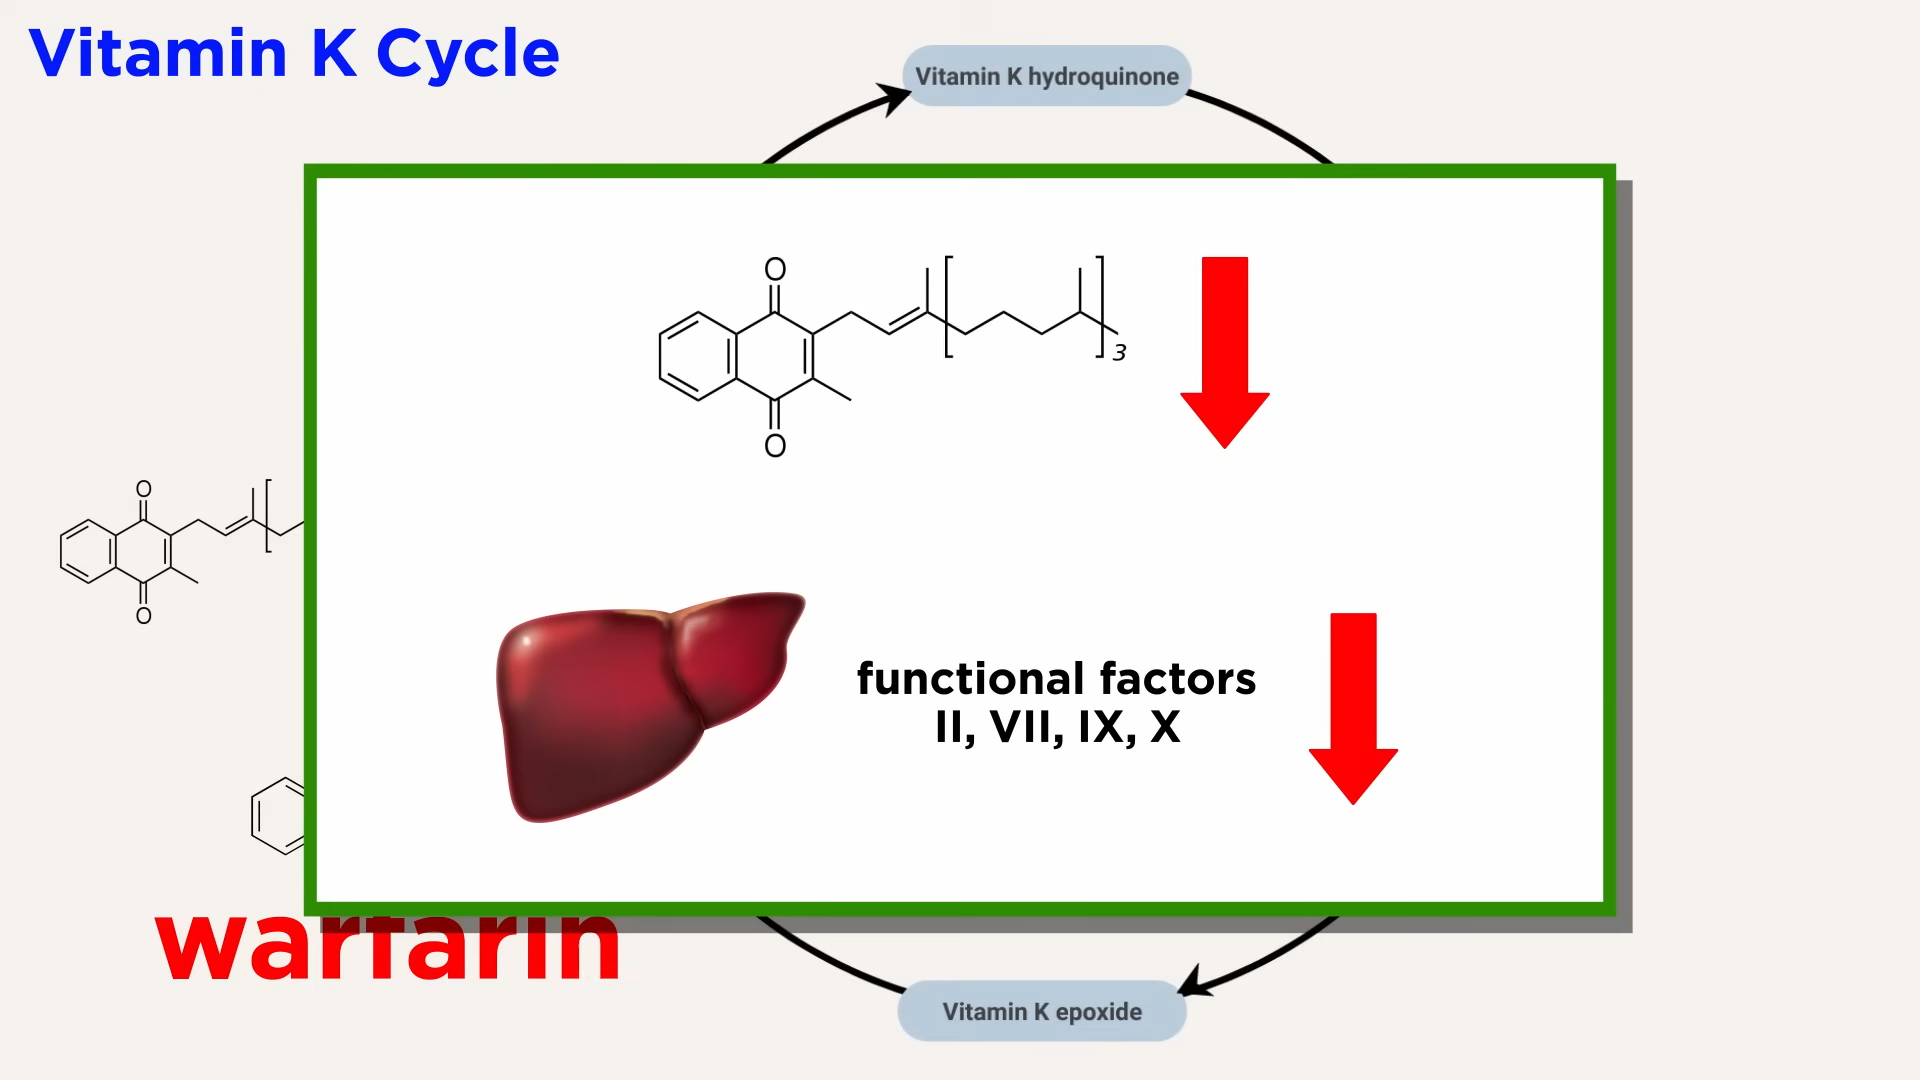 Vitamin K Cycle
Vitamin K hydroquinone
O
O
3
O
O
functional factors
II, VII, IX, X
warfarin
Vitamin K epoxide